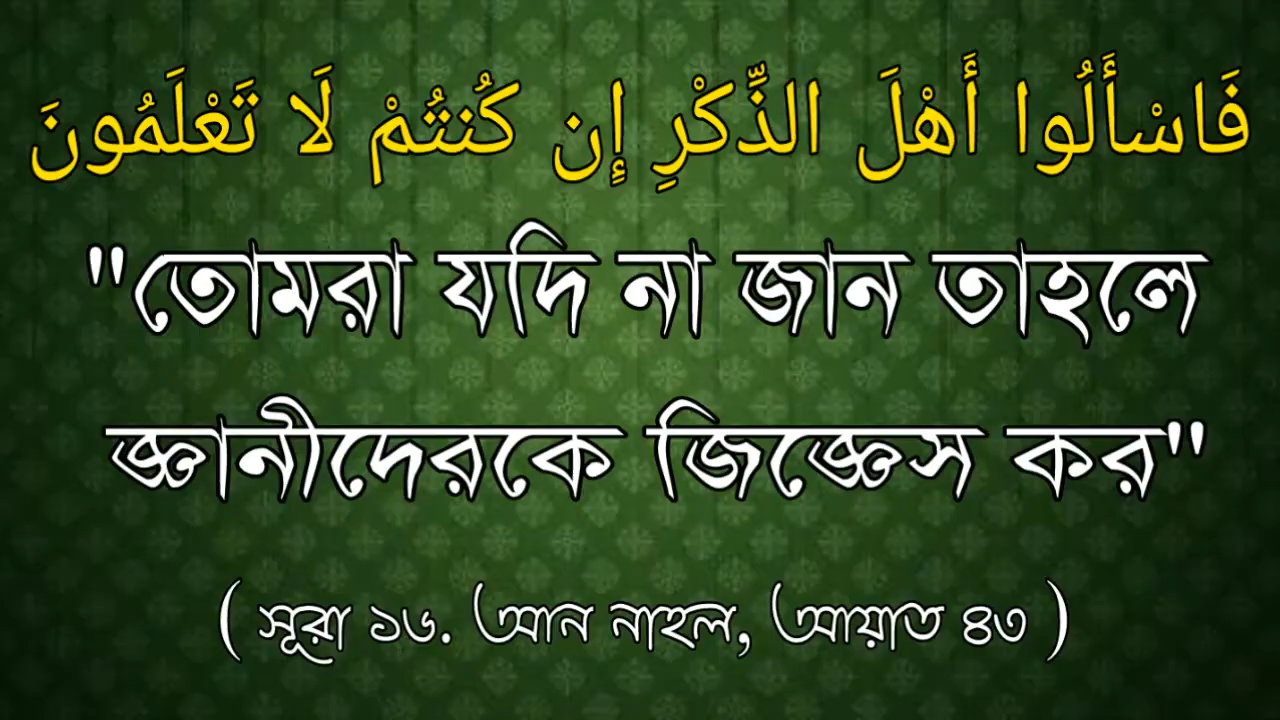 فَاسْأَلُوا أَهْلَ الذِّكْرِ إِن كُنتُمْ لَا تَعْلَمُونَ
"তোমরা যদি না জান তাহলে
জ্ঞানীদেরকে জিজ্ঞেস কর"
( সূরা ১৬. আন নাহল, আয়াত ৪৩ )